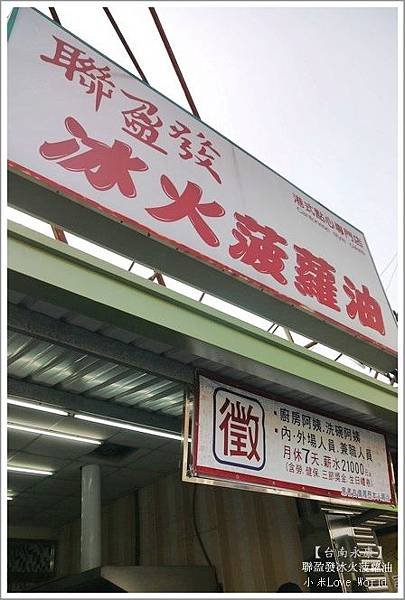 聯盈發
冰火菠蘿油
港式點心專門店
徵
·廚房阿姨.洗碗阿姨
·內.外場人員.兼職人員
月休7天.薪水21000元
(含勞.健保.三節獎金.生日禮卷)
【台南永康】
聯盈發冰火菠蘿油
小米Love World